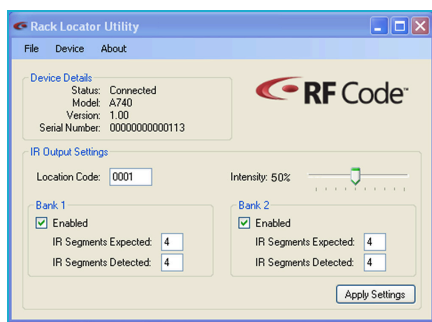 Rack Locator Utility
File Device About
Device Details
Status: Connected
Model: A740
Version: 1.00
Serial Number: 00000000000113
RF Code™
IR Output Settings
Location Code: 0001
Intensity: 50%
Bank 1
Enabled
IR Segments Expected: 4
IR Segments Detected: 4
Bank 2
Enabled
IR Segments Expected: 4
IR Segments Detected: 4
Apply Settings